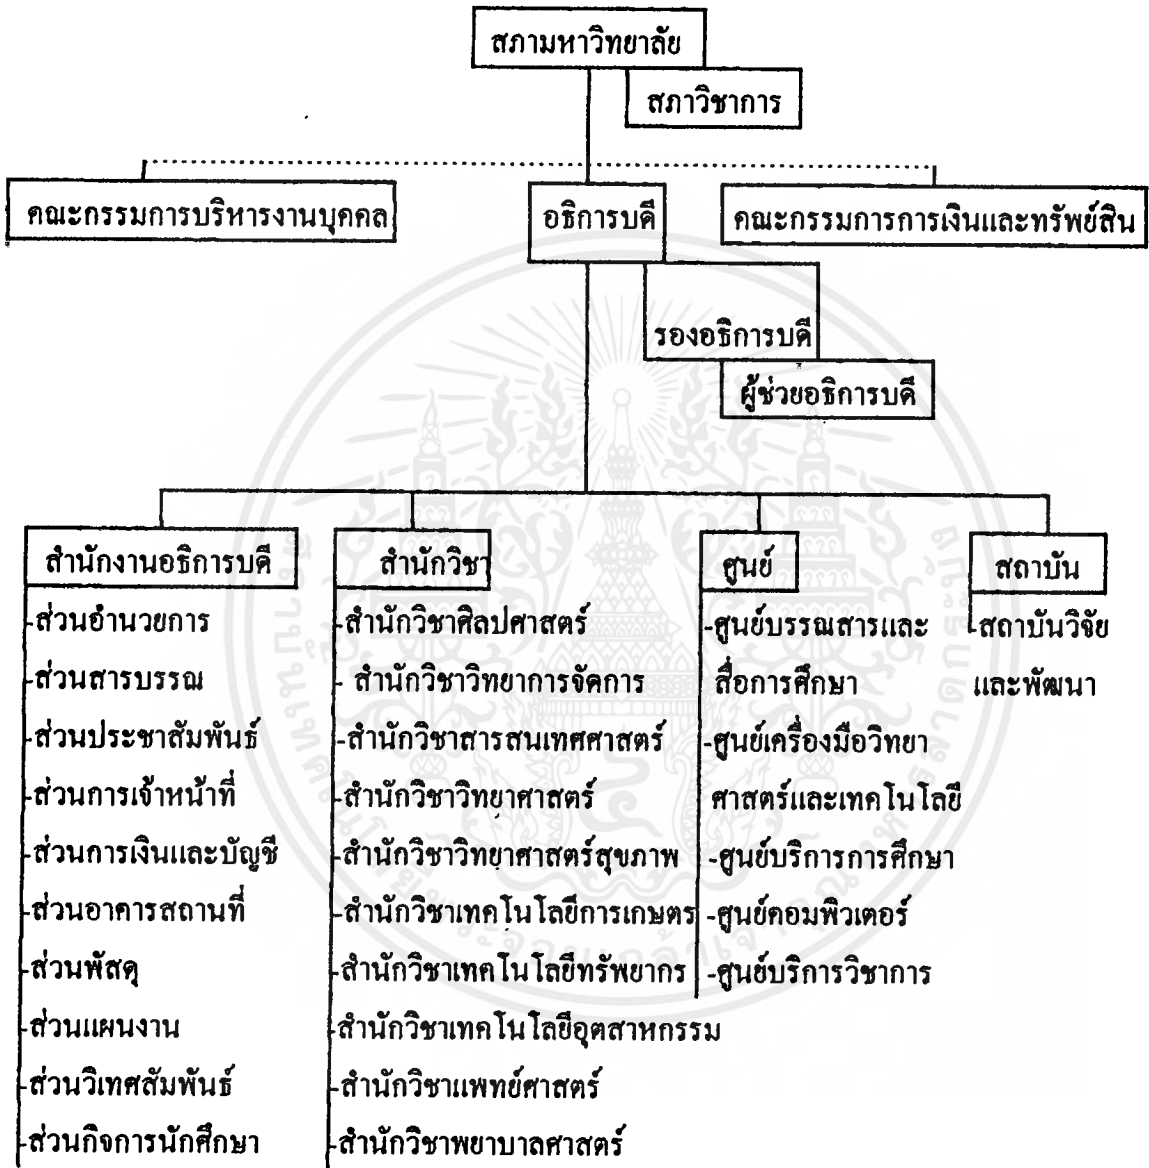 สภามหาวิทยาลัย
สภาวิชาการ
คณะกรรมการบริหารงานบุคคล
อธิการบดี
คณะกรรมการการเงินและทรัพย์สิน
รองอธิการบดี
ผู้ช่วยอธิการบดี
สำนักงานอธิการบดี
-ส่วนอำนวยการ
-ส่วนสารบรรณ
-ส่วนประชาสัมพันธ์
-ส่วนการเจ้าหน้าที่
-ส่วนการเงินและบัญชี
-ส่วนอาคารสถานที่
-ส่วนพัสดุ
-ส่วนแผนงาน
-ส่วนวิเทศสัมพันธ์
-ส่วนกิจการนักศึกษา
สำนักวิชา
-สำนักวิชาศิลปศาสตร์
- สำนักวิชาวิทยาการจัดการ
-สำนักวิชาสารสนเทศศาสตร์
-สำนักวิชาวิทยาศาสตร์
-สำนักวิชาวิทยาศาสตร์สุขภาพ
-สำนักวิชาเทคโนโลยีการเกษตร
-สำนักวิชาเทคโนโลยีทรัพยากร
-สำนักวิชาเทคโนโลยีอุตสาหกรรม
-สำนักวิชาแพทย์ศาสตร์
-สำนักวิชาพยาบาลศาสตร์
ศูนย์
-ศูนย์บรรณสารและ
สื่อการศึกษา
-ศูนย์เครื่องมือวิทยา
ศาสตร์และเทคโนโลยี
-ศูนย์บริการการศึกษา
-ศูนย์คอมพิวเตอร์
-ศูนย์บริการวิชาการ
สถาบัน
-สถาบันวิจัย
และพัฒนา